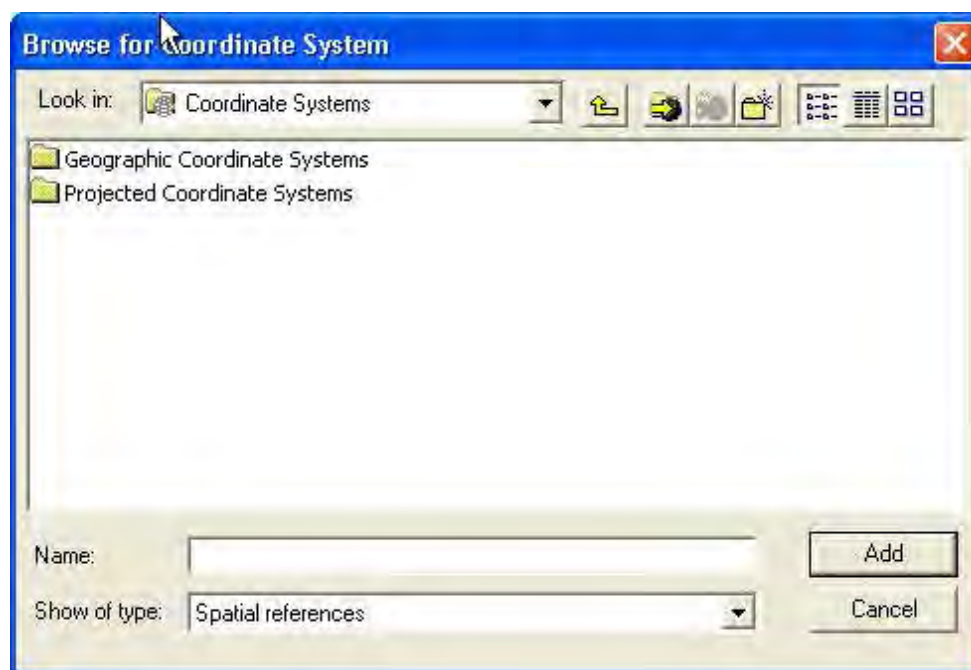 Browse for Coordinate System
Look in: Coordinate Systems
Geographic Coordinate Systems
Projected Coordinate Systems
Name: Add
Show of type: Spatial references Cancel